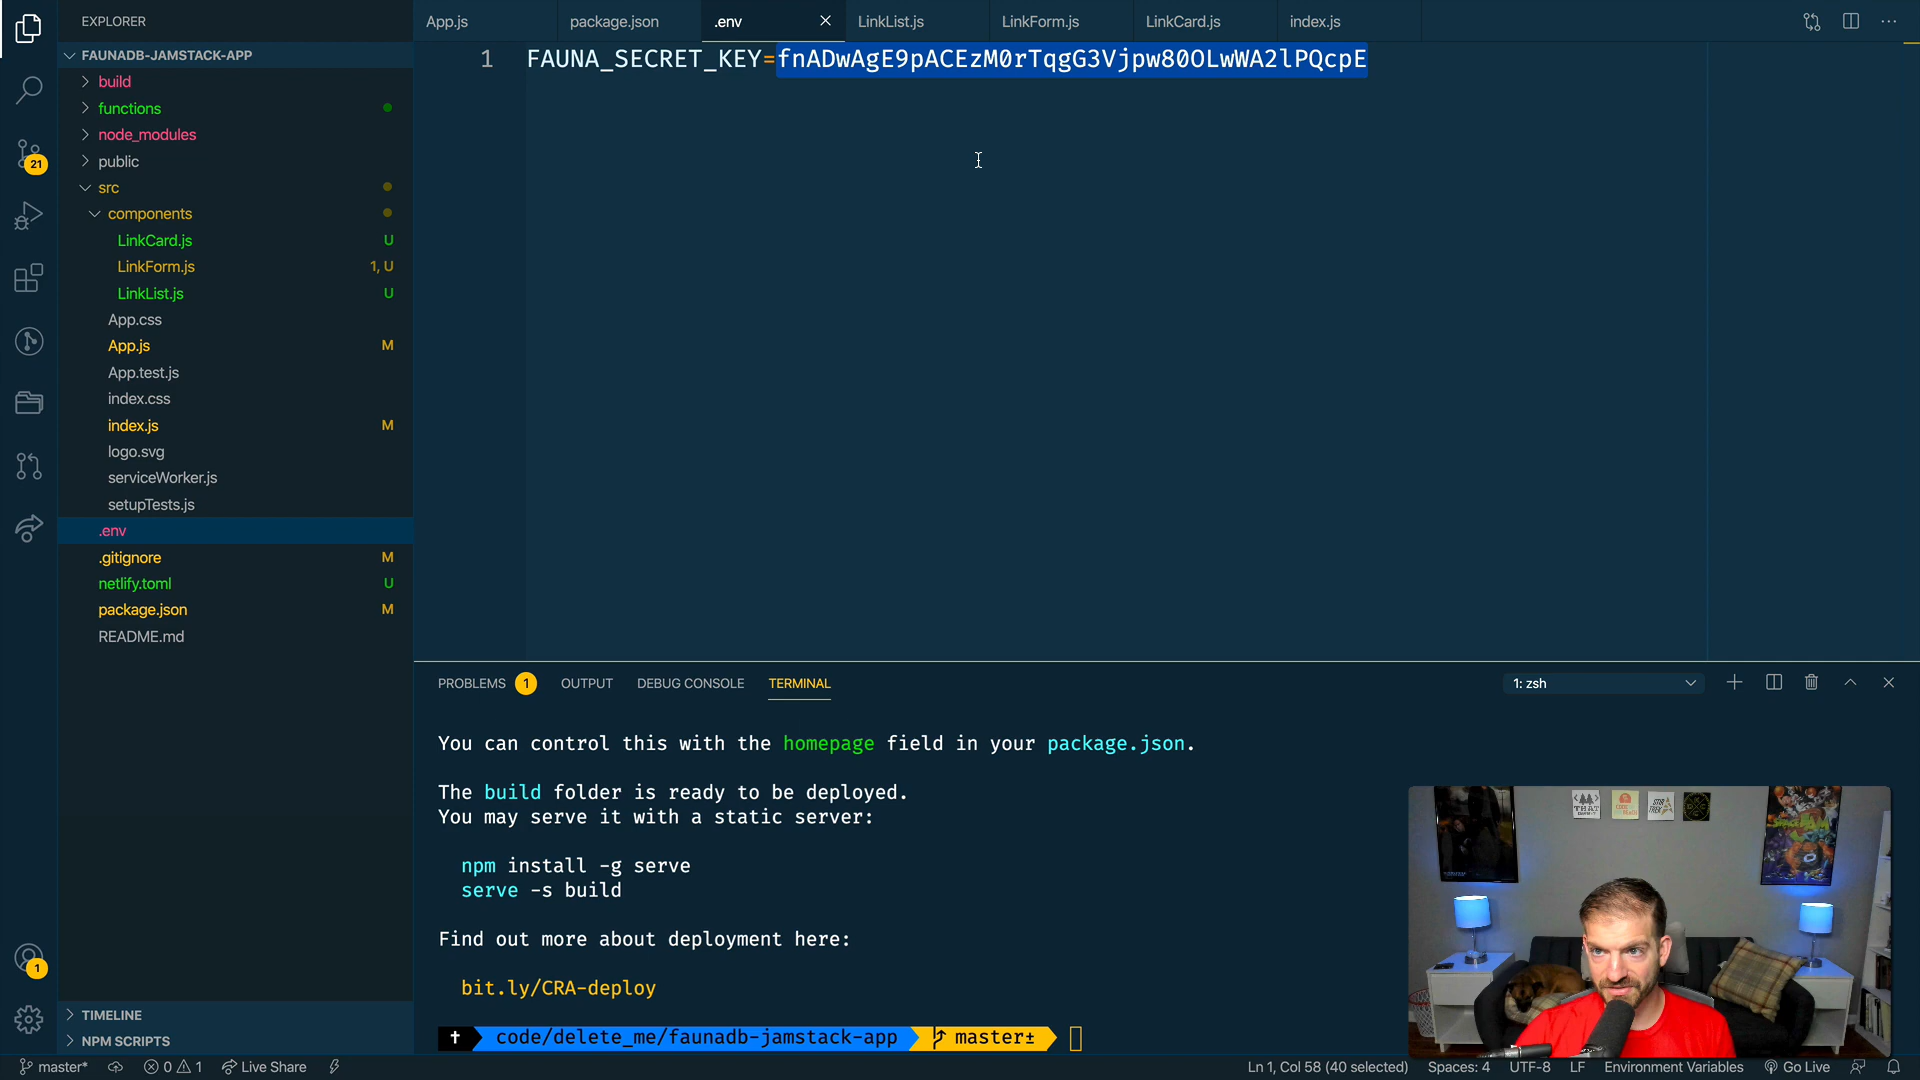 EXPLORER
App.js
package.json
.env
LinkList.js
LinkForm.js
LinkCard.js
index.js
FAUNADB-JAMSTACK-APP
build
functions
node_modules
public
src
components
LinkCard.js U
LinkForm.js 1, U
LinkList.js U
App.css
App.js M
App.test.js
index.css
index.js M
logo.svg
serviceWorker.js
setupTests.js
.env
.gitignore M
netlify.toml U
package.json M
README.md
TIMELINE
NPM SCRIPTS
21
1
1 FAUNA_SECRET_KEY=fnADwAgE9pACEzM0rTqgG3Vjpw80OLwWA2lPQcpE
PROBLEMS 1 OUTPUT DEBUG CONSOLE TERMINAL
1: zsh
You can control this with the homepage field in your package.json.
The build folder is ready to be deployed.
You may serve it with a static server:
npm install -g serve
serve -s build
Find out more about deployment here:
bit.ly/CRA-deploy
code/delete_me/faunadb-jamstack-app master±
master* 0 1 Live Share
Ln 1, Col 58 (40 selected) Spaces: 4 UTF-8 LF Environment Variables Go Live